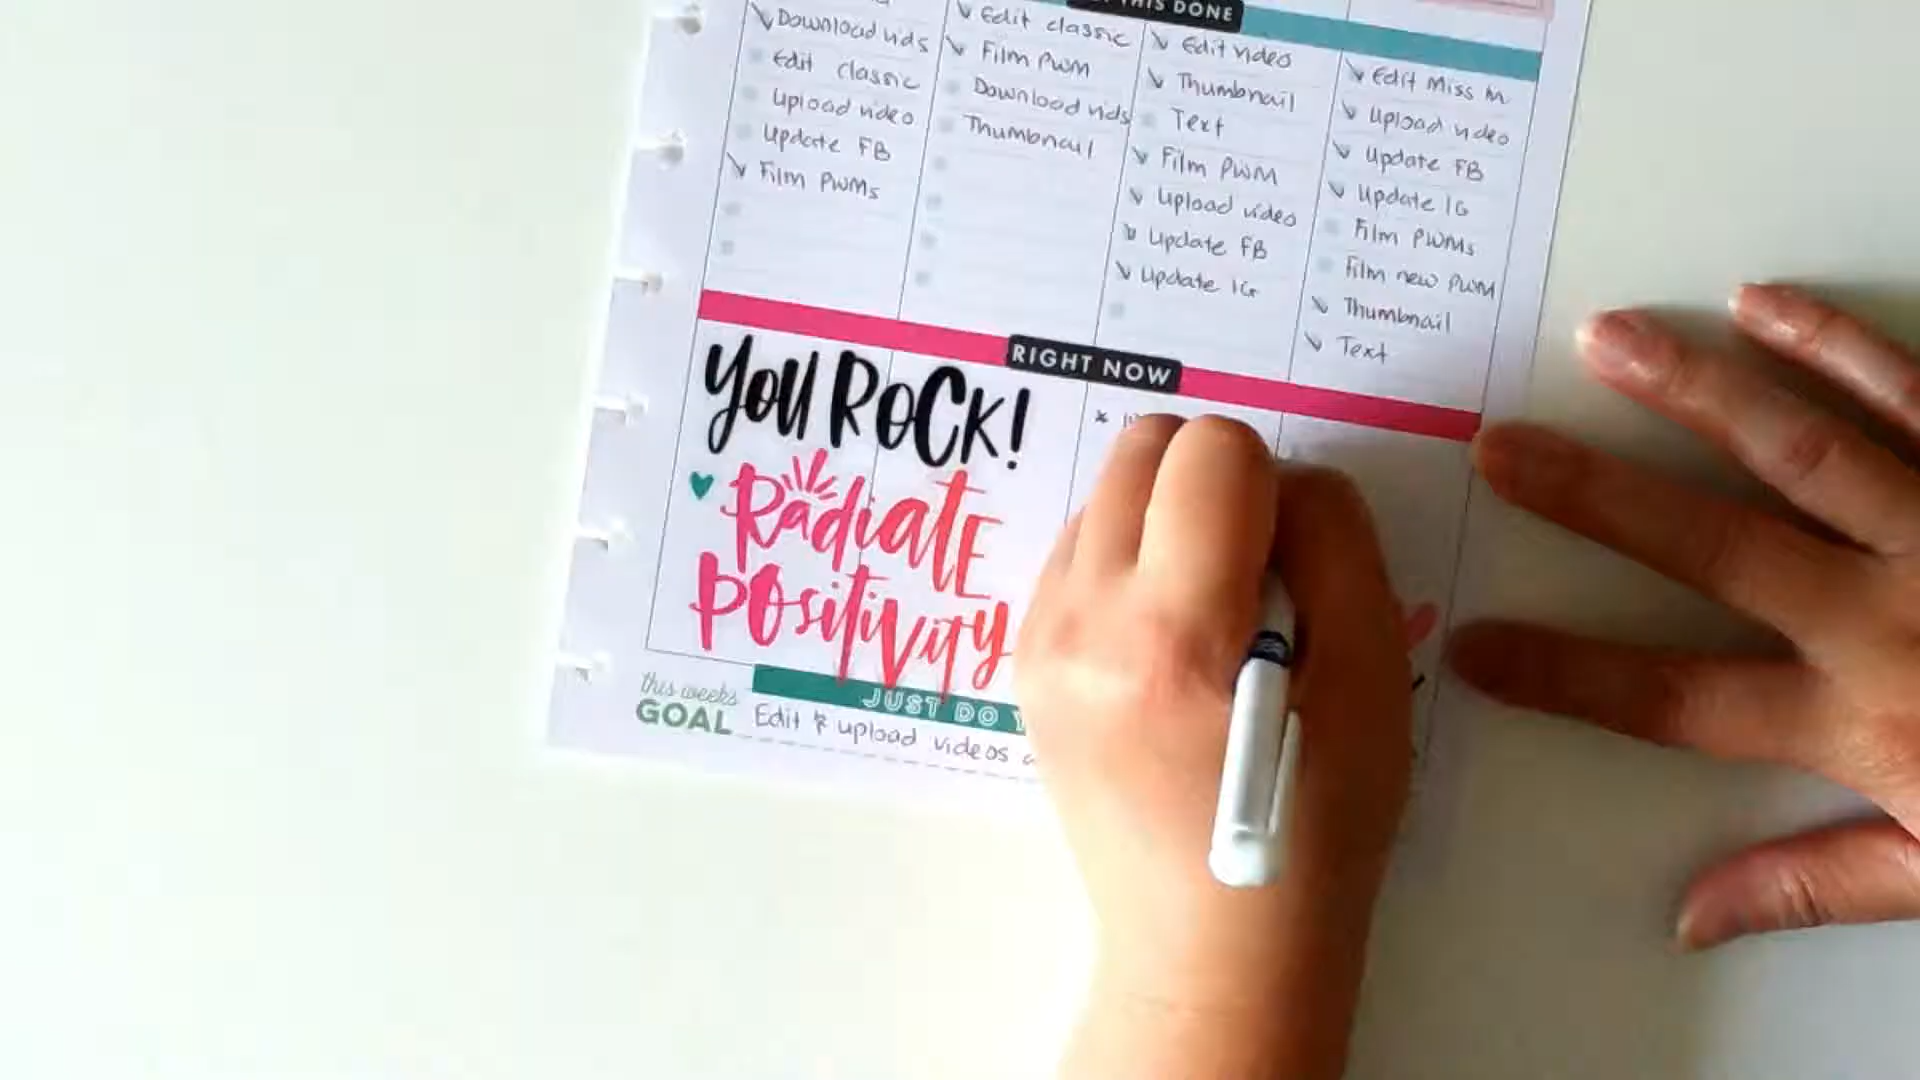 THIS DONE
Download vids
Edit classic
Upload video
Update FB
Film PWMs
Edit classic
Film PWM
Download vids
Thumbnail
Edit video
Thumbnail
Text
Film PWM
Upload video
Update FB
Update IG
Edit Miss M
Upload video
Update FB
Update IG
Film PWMs
Film new PWM
Thumbnail
Text
RIGHT NOW
YOU ROCK!
Radiate
Positivity
this weeks
GOAL
JUST DO
Edit & upload videos